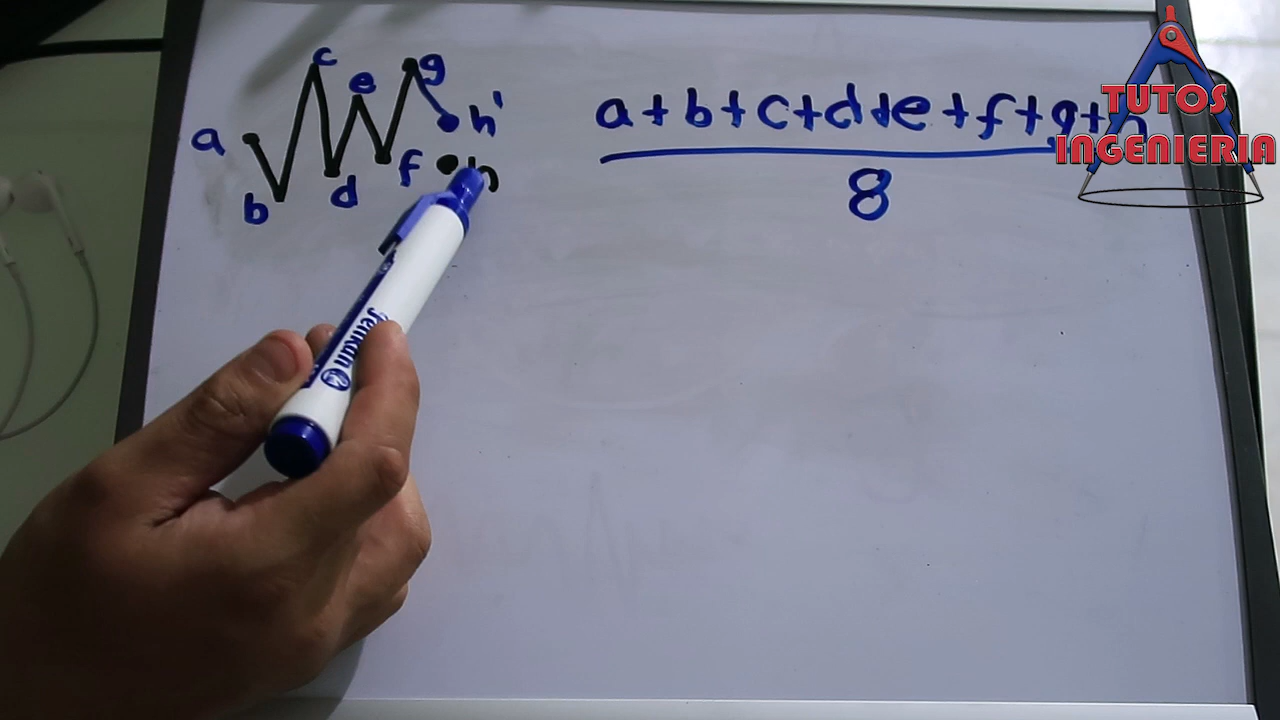 c
g
e
h'
a
f
h
d
b
a+b+c+d+e+f+g+h
8
TUTOS
INGENIERIA